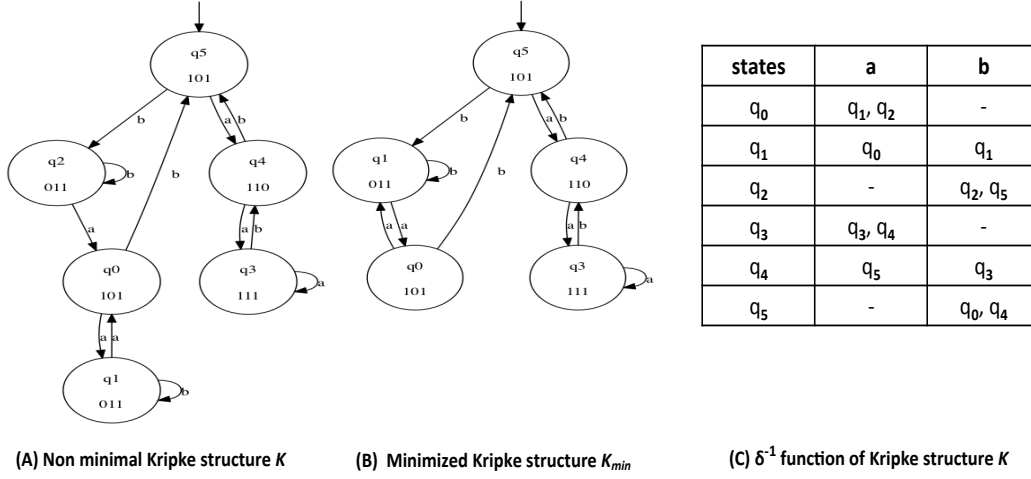 q5
101
b
a b
q2
011
b
q4
110
b
a
a b
q0
101
q3
111
a
a a
q1
011
b
(A) Non minimal Kripke structure K
q5
101
b
a b
q1
011
b
q4
110
b
a a
a b
q0
101
q3
111
a
(B) Minimized Kripke structure Kmin
states a b
q0 q1, q2 -
q1 q0 q1
q2 - q2, q5
q3 q3, q4 -
q4 q5 q3
q5 - q0, q4
(C) δ-1 function of Kripke structure K